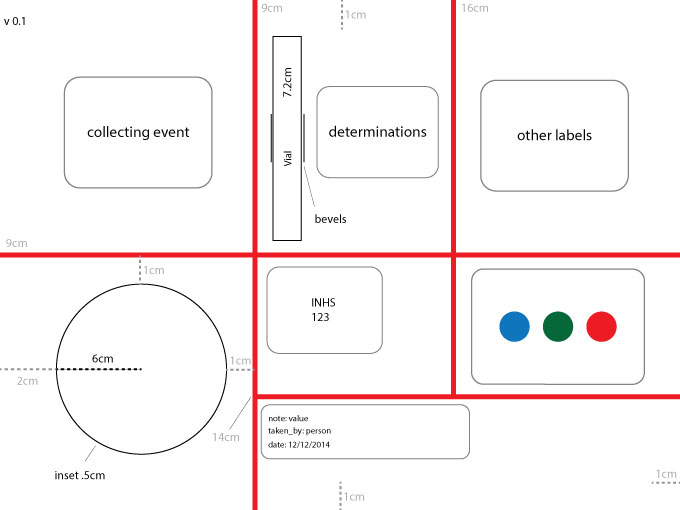 v 0.1
9cm
1cm
16cm
collecting event
7.2cm
Vial
determinations
other labels
bevels
9cm
1cm
6cm
2cm
1cm
14cm
inset .5cm
INHS
123
note: value
taken_by: person
date: 12/12/2014
1cm
1cm